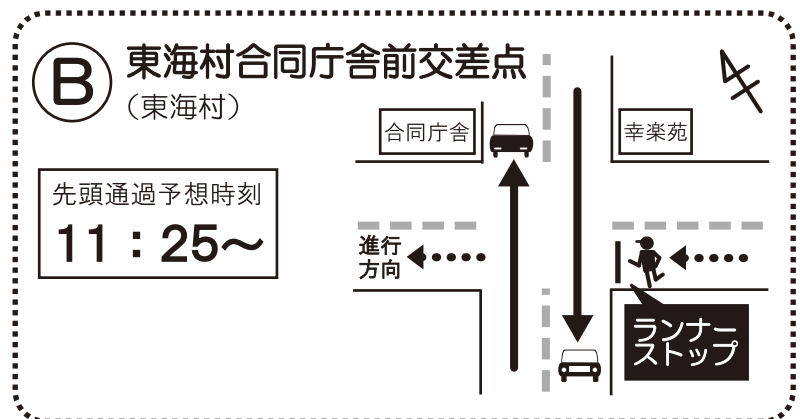 B
東海村合同庁舎前交差点
（東海村）
合同庁舎
幸楽苑
先頭通過予想時刻
11：25～
進行
方向
ランナー
ストップ